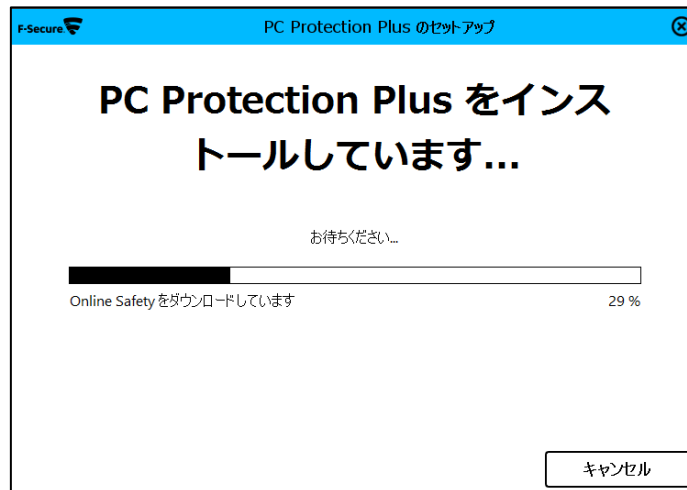 F-Secure
PC Protection Plus のセットアップ
PC Protection Plus をインス
トールしています...
お待ちください...
Online Safety をダウンロードしています 29 %
キャンセル